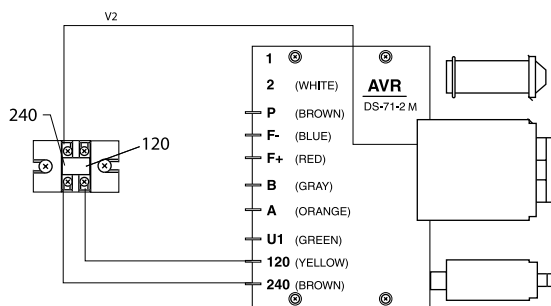 V2
1
2 (WHITE)
AVR
DS-71-2 M
P (BROWN)
F- (BLUE)
F+ (RED)
B (GRAY)
A (ORANGE)
U1 (GREEN)
120 (YELLOW)
240 (BROWN)
240
120